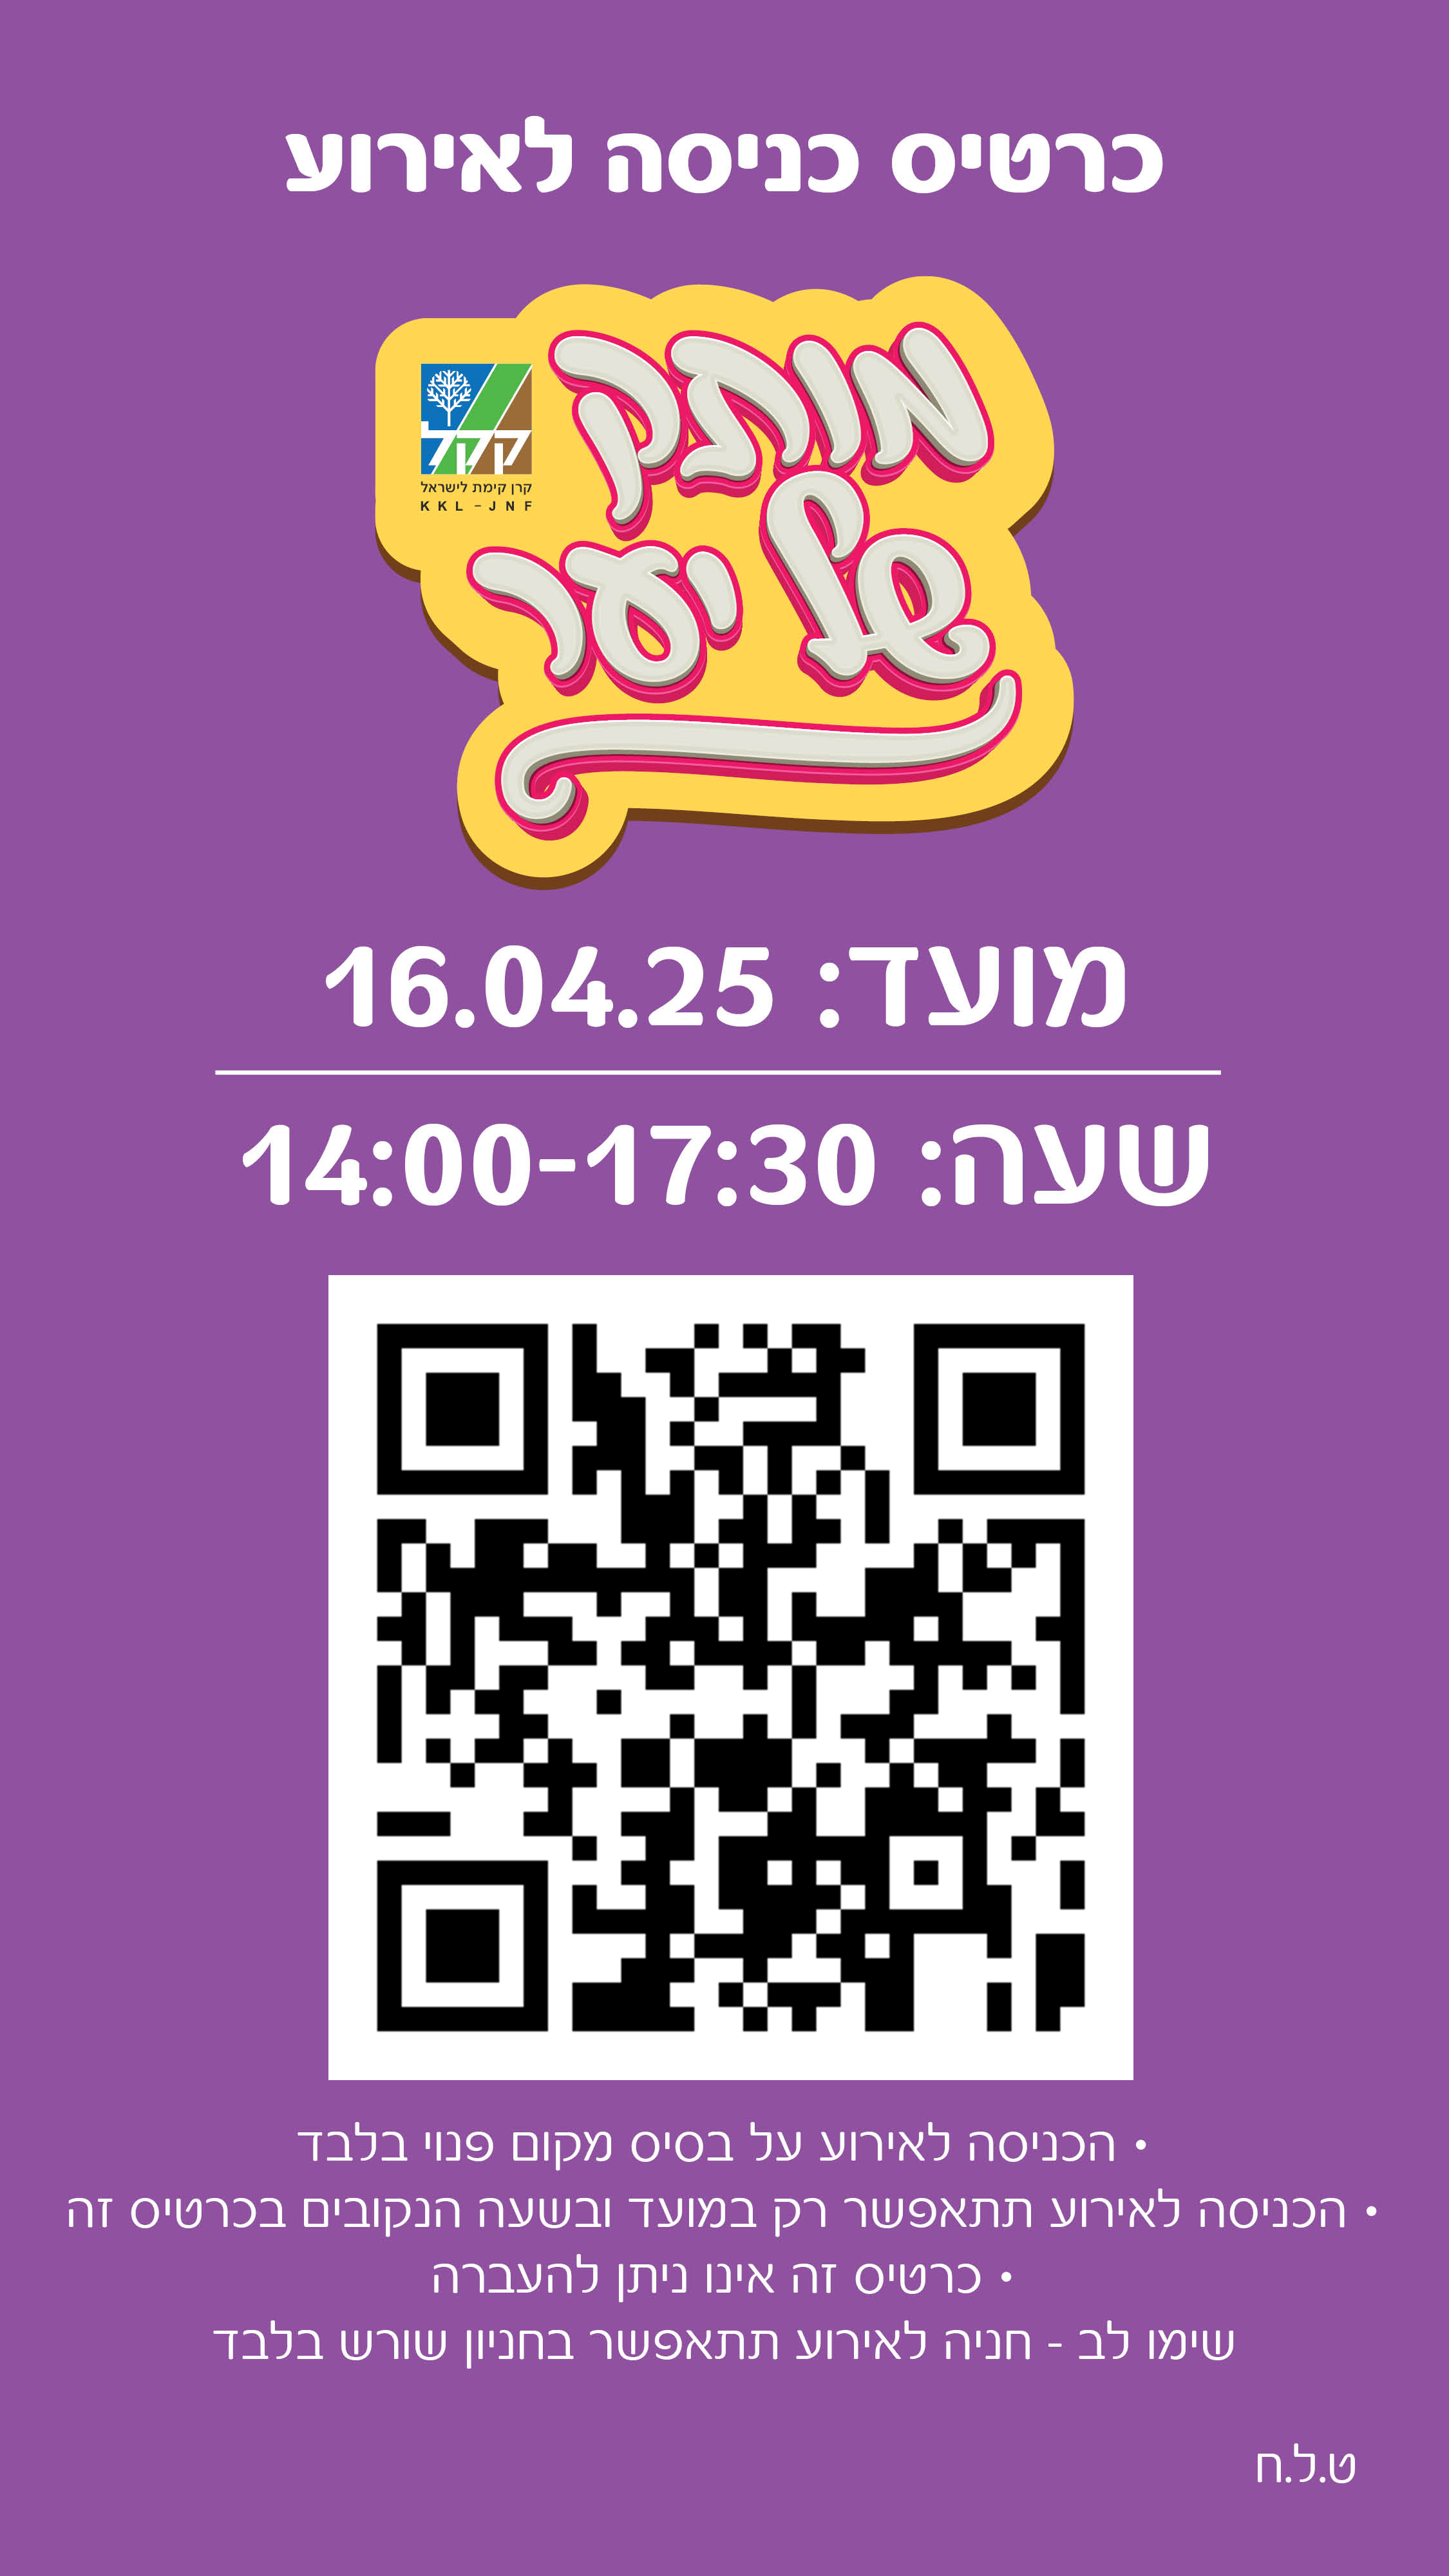 כרטיס כניסה לאירוע
מותק
של יער
קקל
קרן קימת לישראל
KKL-JNF
מועד: 16.04.25
שעה: 14:00-17:30
• הכניסה לאירוע על בסיס מקום פנוי בלבד
• הכניסה לאירוע תתאפשר רק במועד ובשעה הנקובים בכרטיס זה
• כרטיס זה אינו ניתן להעברה
שימו לב - חניה לאירוע תתאפשר בחניון שורש בלבד
ט.ל.ח